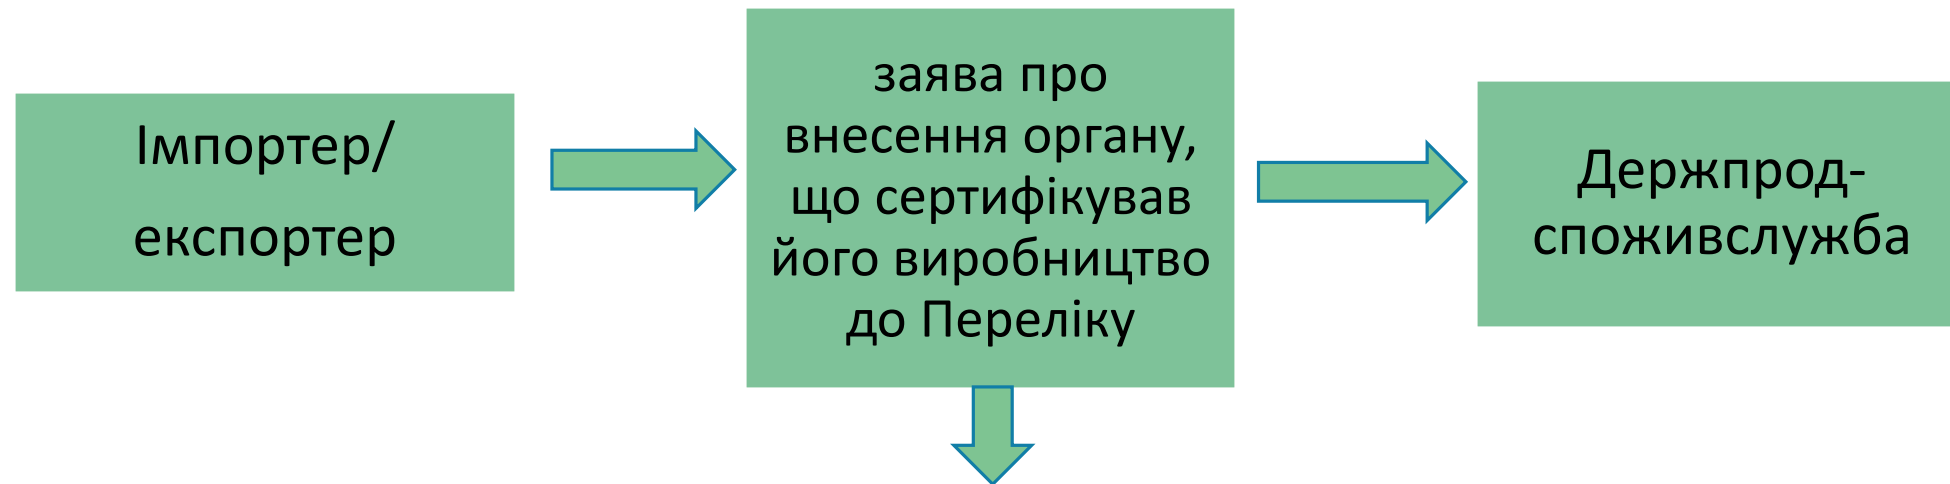 Імпортер/
експортер
заява про
внесення органу,
що сертифікував
його виробництво
до Переліку
Держпрод-
споживслужба